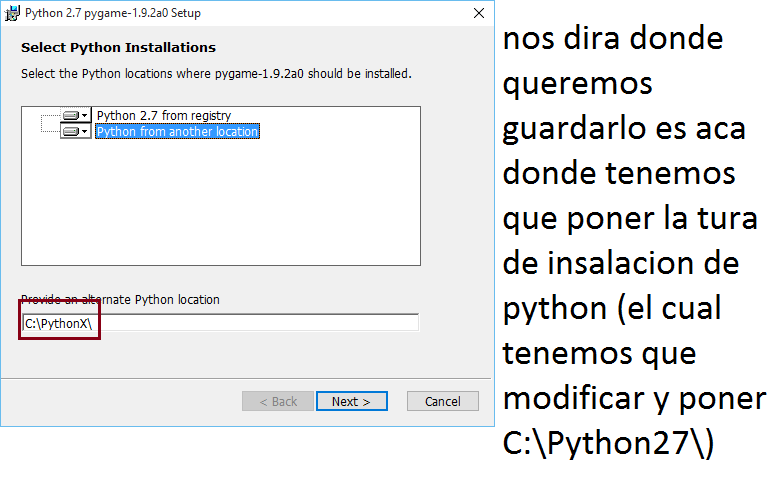 Python 2.7 pygame-1.9.2a0 Setup
Select Python Installations
Select the Python locations where pygame-1.9.2a0 should be installed.
Python 2.7 from registry
Python from another location
Provide an alternate Python location
C:\PythonX\
< Back
Next >
Cancel
nos dira donde
queremos
guardarlo es aca
donde tenemos
que poner la tura
de insalacion de
python (el cual
tenemos que
modificar y poner
C:\Python27\)